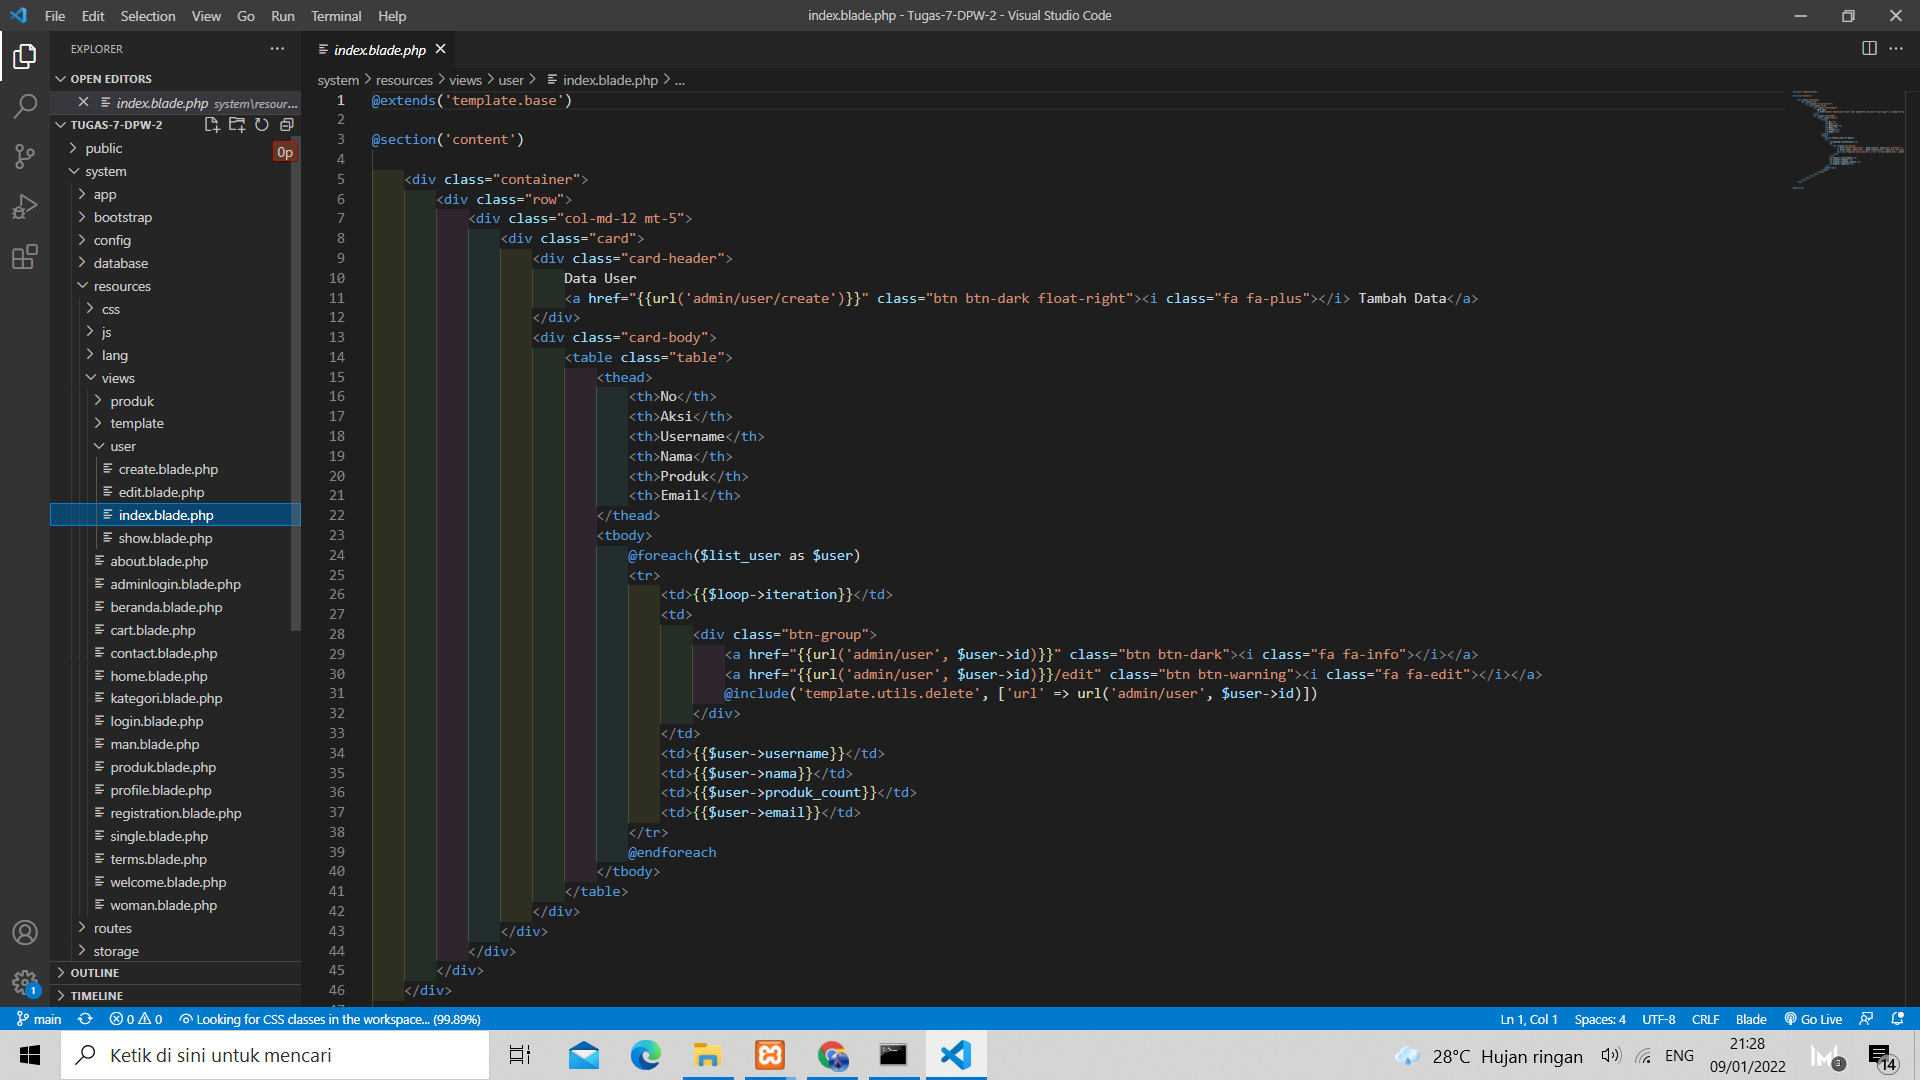 File Edit Selection View Go Run Terminal Help
index.blade.php - Tugas-7-DPW-2 - Visual Studio Code
EXPLORER
OPEN EDITORS
index.blade.php system\resour...
TUGAS-7-DPW-2
public
0p
system
app
bootstrap
config
database
resources
css
js
lang
views
produk
template
user
create.blade.php
edit.blade.php
index.blade.php
show.blade.php
about.blade.php
adminlogin.blade.php
beranda.blade.php
cart.blade.php
contact.blade.php
home.blade.php
kategori.blade.php
login.blade.php
man.blade.php
produk.blade.php
profile.blade.php
registration.blade.php
single.blade.php
terms.blade.php
welcome.blade.php
woman.blade.php
routes
storage
OUTLINE
TIMELINE
1
index.blade.php
system > resources > views > user > index.blade.php > ...
1 @extends('template.base')
2
3 @section('content')
4
5 <div class="container">
6 <div class="row">
7 <div class="col-md-12 mt-5">
8 <div class="card">
9 <div class="card-header">
10 Data User
11 <a href="{{url('admin/user/create')}}" class="btn btn-dark float-right"><i class="fa fa-plus"></i> Tambah Data</a>
12 </div>
13 <div class="card-body">
14 <table class="table">
15 <thead>
16 <th>No</th>
17 <th>Aksi</th>
18 <th>Username</th>
19 <th>Nama</th>
20 <th>Produk</th>
21 <th>Email</th>
22 </thead>
23 <tbody>
24 @foreach($list_user as $user)
25 <tr>
26 <td>{{$loop->iteration}}</td>
27 <td>
28 <div class="btn-group">
29 <a href="{{url('admin/user', $user->id)}}" class="btn btn-dark"><i class="fa fa-info"></i></a>
30 <a href="{{url('admin/user', $user->id)}}/edit" class="btn btn-warning"><i class="fa fa-edit"></i></a>
31 @include('template.utils.delete', ['url' => url('admin/user', $user->id)])
32 </div>
33 </td>
34 <td>{{$user->username}}</td>
35 <td>{{$user->nama}}</td>
36 <td>{{$user->produk_count}}</td>
37 <td>{{$user->email}}</td>
38 </tr>
39 @endforeach
40 </tbody>
41 </table>
42 </div>
43 </div>
44 </div>
45 </div>
46 </div>
main 0 0 Looking for CSS classes in the workspace... (99.89%)
Ln 1, Col 1 Spaces: 4 UTF-8 CRLF Blade Go Live
Ketik di sini untuk mencari
28°C Hujan ringan ENG
21:28
09/01/2022
3
14